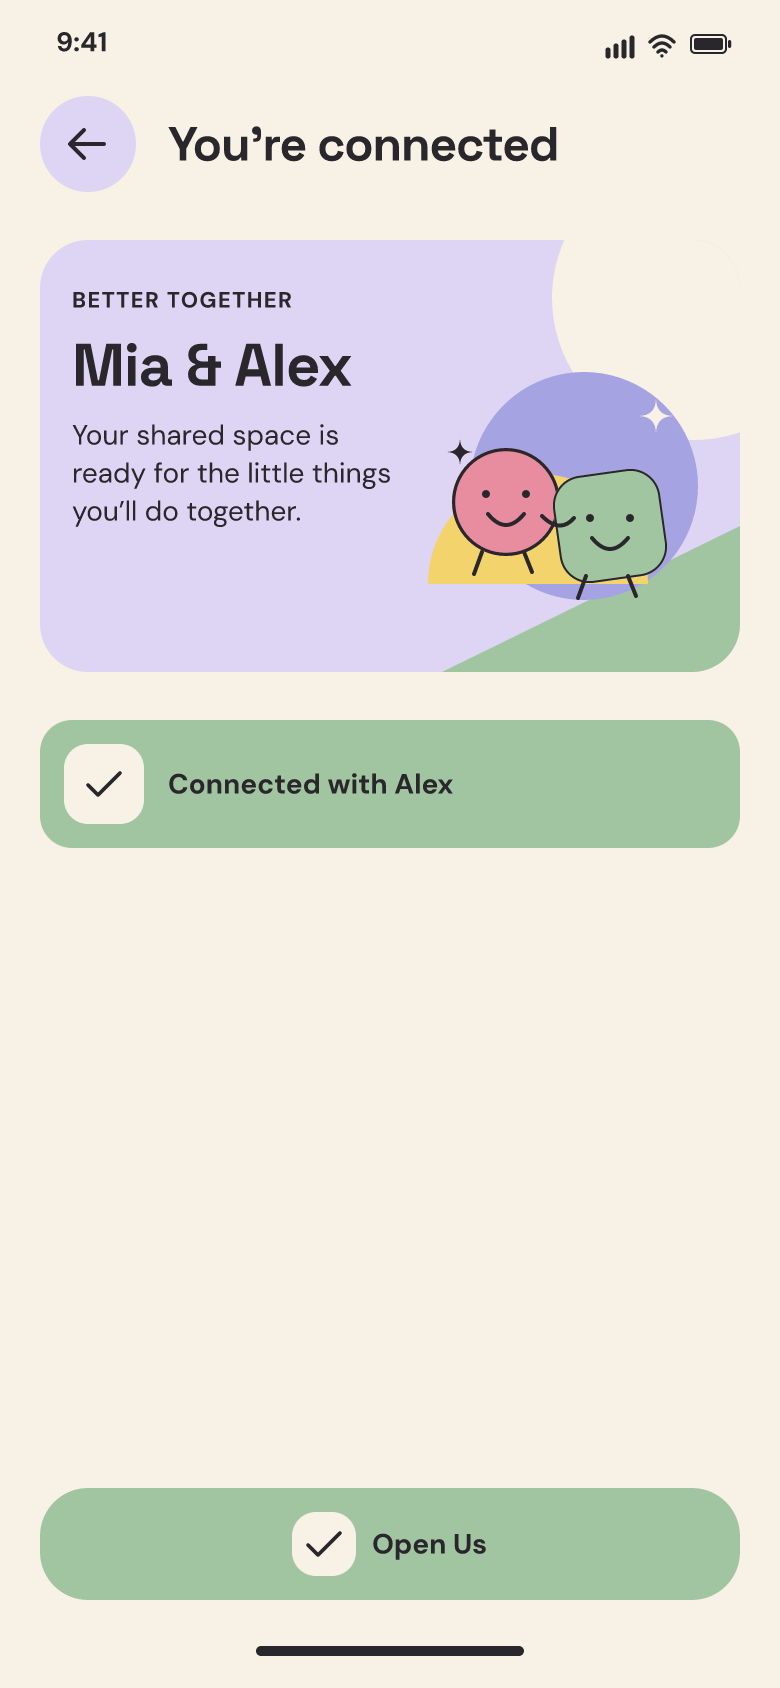 9:41
You’re connected
BETTER TOGETHER
Mia & Alex
Your shared space is
ready for the little things
you’ll do together.
Connected with Alex
Open Us